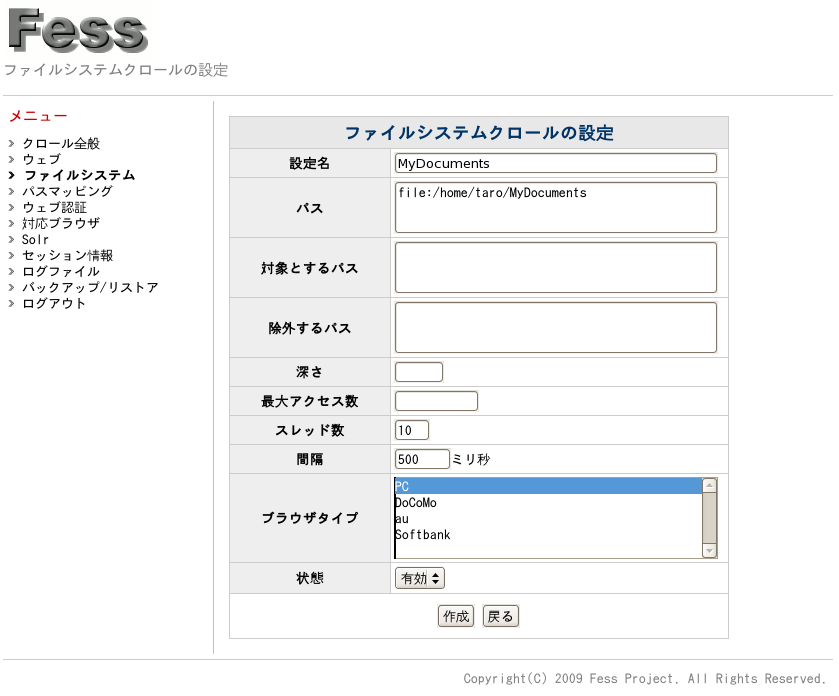 Fess
ファイルシステムクロールの設定
メニュー
クロール全般
ウェブ
ファイルシステム
パスマッピング
ウェブ認証
対応ブラウザ
Solr
セッション情報
ログファイル
バックアップ/リストア
ログアウト
ファイルシステムクロールの設定
設定名 MyDocuments
パス file:/home/taro/MyDocuments
対象とするパス
除外するパス
深さ
最大アクセス数
スレッド数 10
間隔 500 ミリ秒
ブラウザタイプ PC
DoCoMo
au
Softbank
状態 有効
作成 戻る
Copyright(C) 2009 Fess Project. All Rights Reserved.